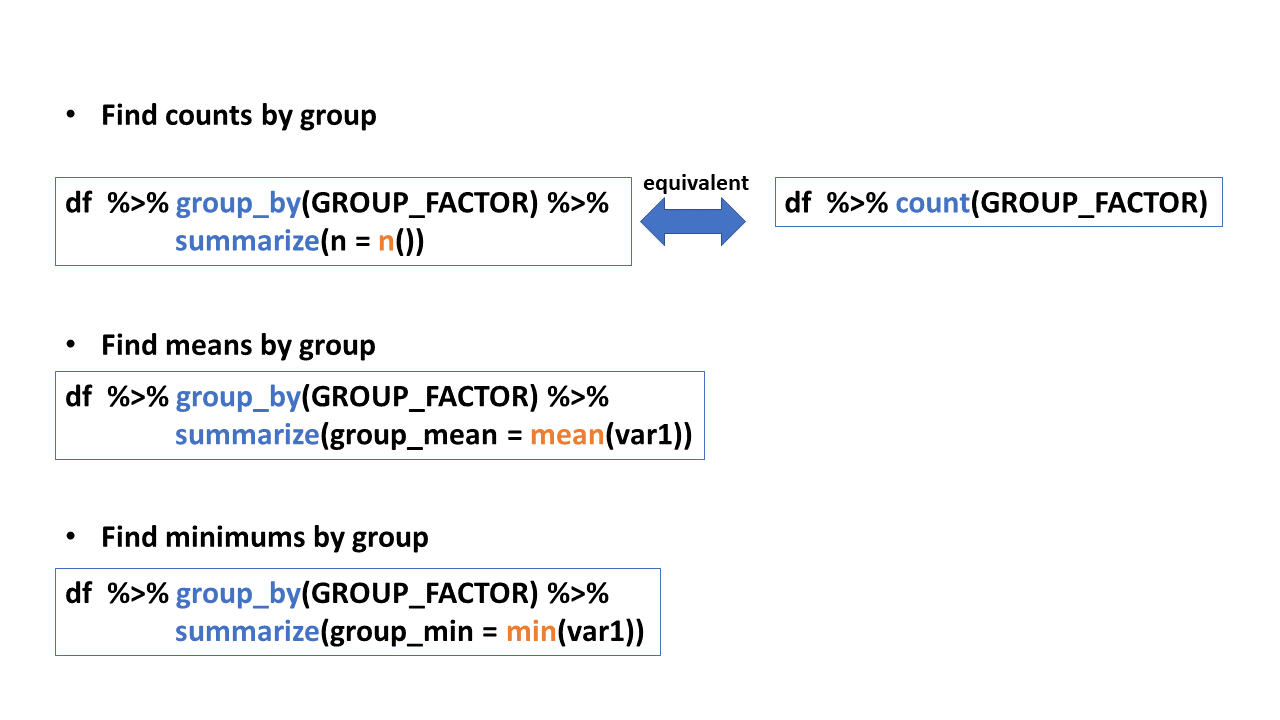 • Find counts by group
df %>% group_by(GROUP_FACTOR) %>%
summarize(n = n())
equivalent
df %>% count(GROUP_FACTOR)
• Find means by group
df %>% group_by(GROUP_FACTOR) %>%
summarize(group_mean = mean(var1))
• Find minimums by group
df %>% group_by(GROUP_FACTOR) %>%
summarize(group_min = min(var1))